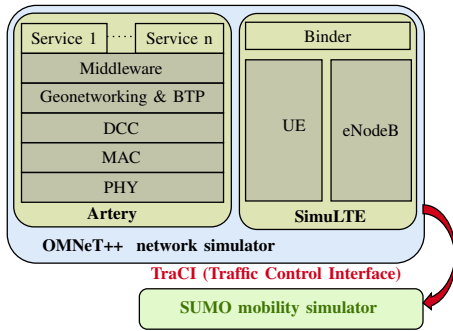 Service 1 ..... Service n
Middleware
Geonetworking & BTP
DCC
MAC
PHY
Artery
Binder
UE
eNodeB
SimuLTE
OMNeT++ network simulator
TraCI (Traffic Control Interface)
SUMO mobility simulator